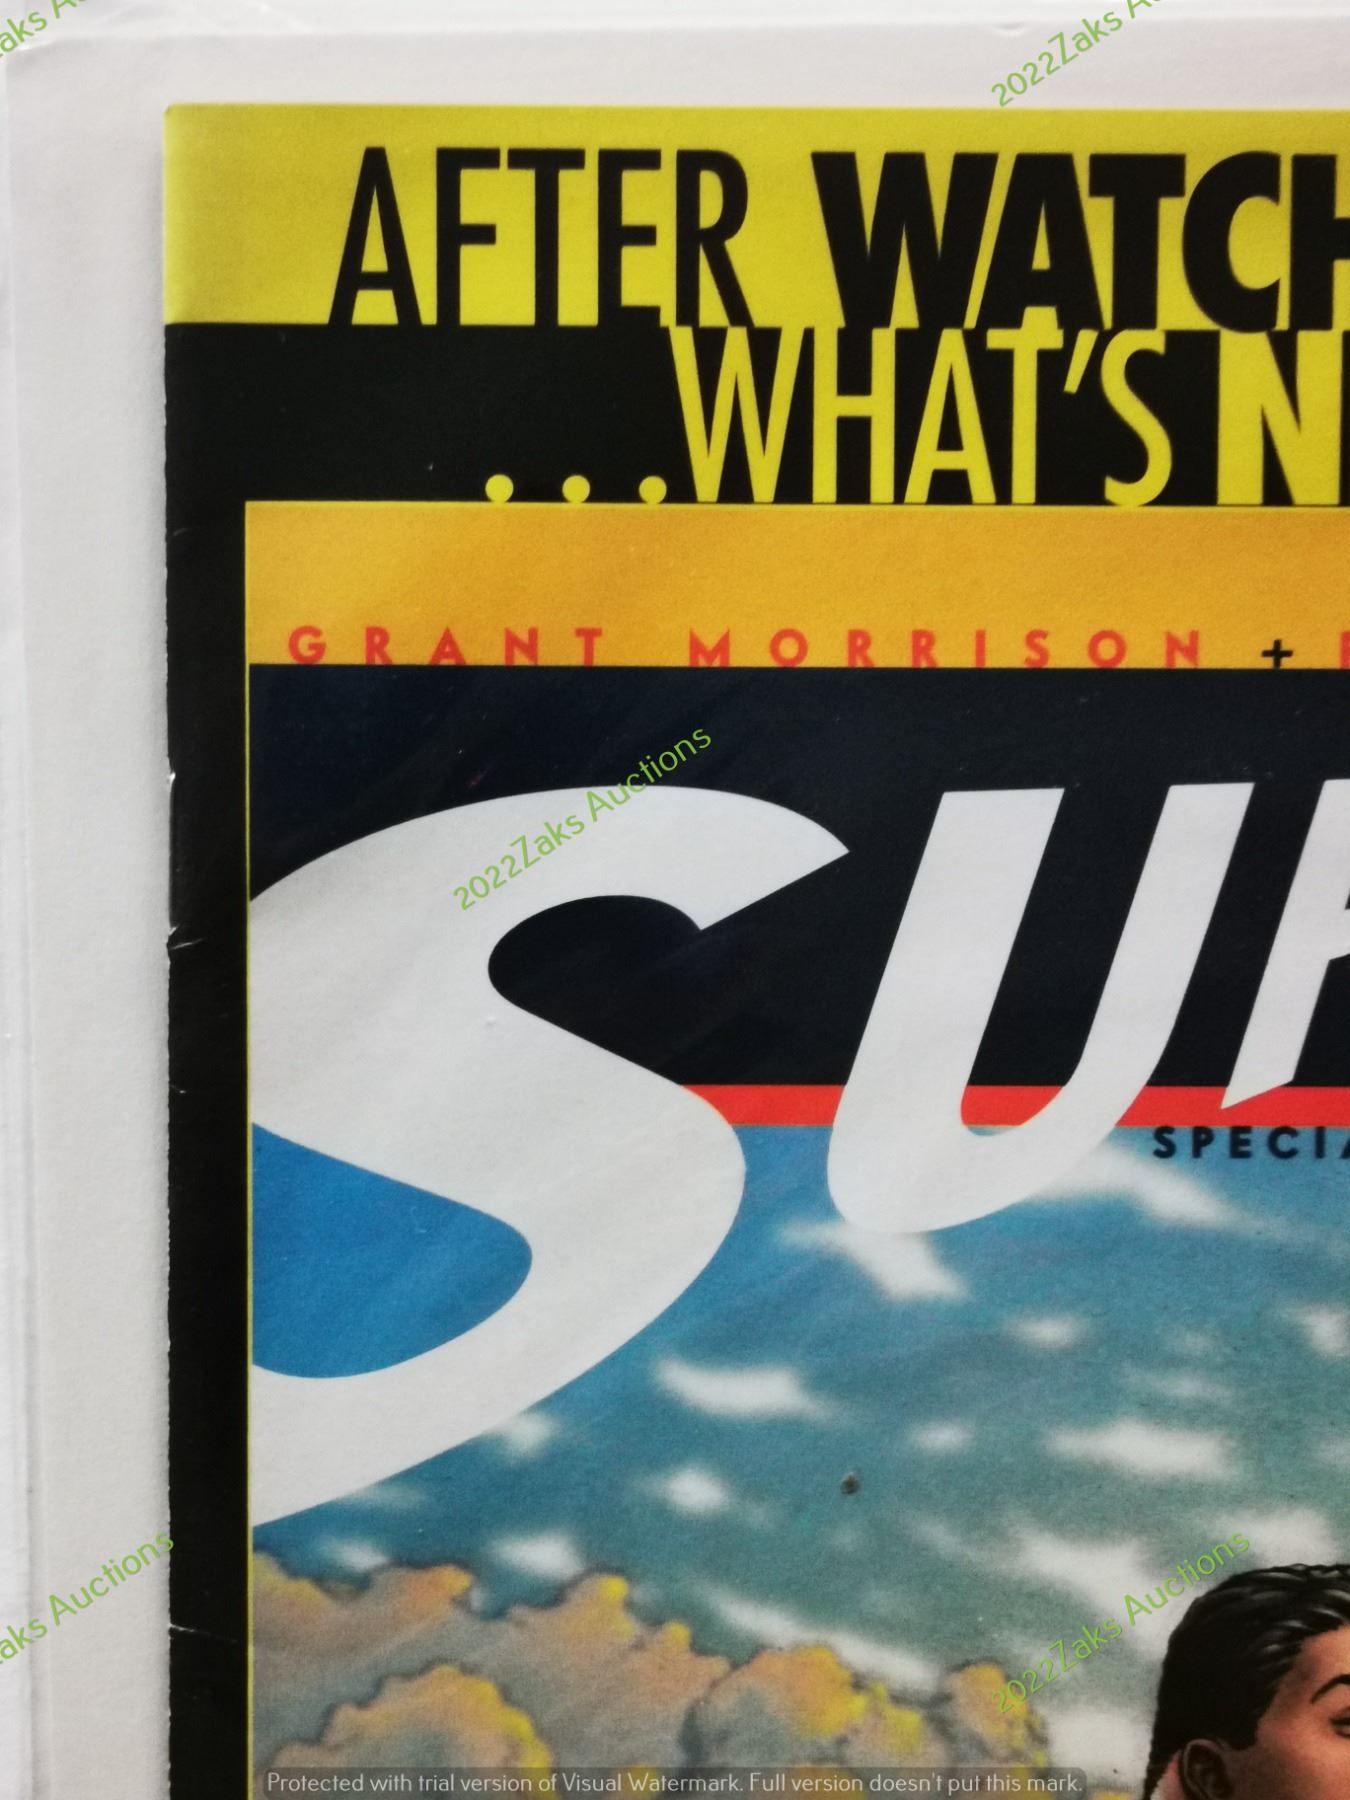 2022Zaks A
AFTER WATCH
...WHAT'S N
GRANT MORRISON +
2022Zaks Auctions
SUP
SPECIA
aks Auctions
2022Zaks Auctions
Protected with trial version of Visual Watermark. Full version doesn't put this mark.